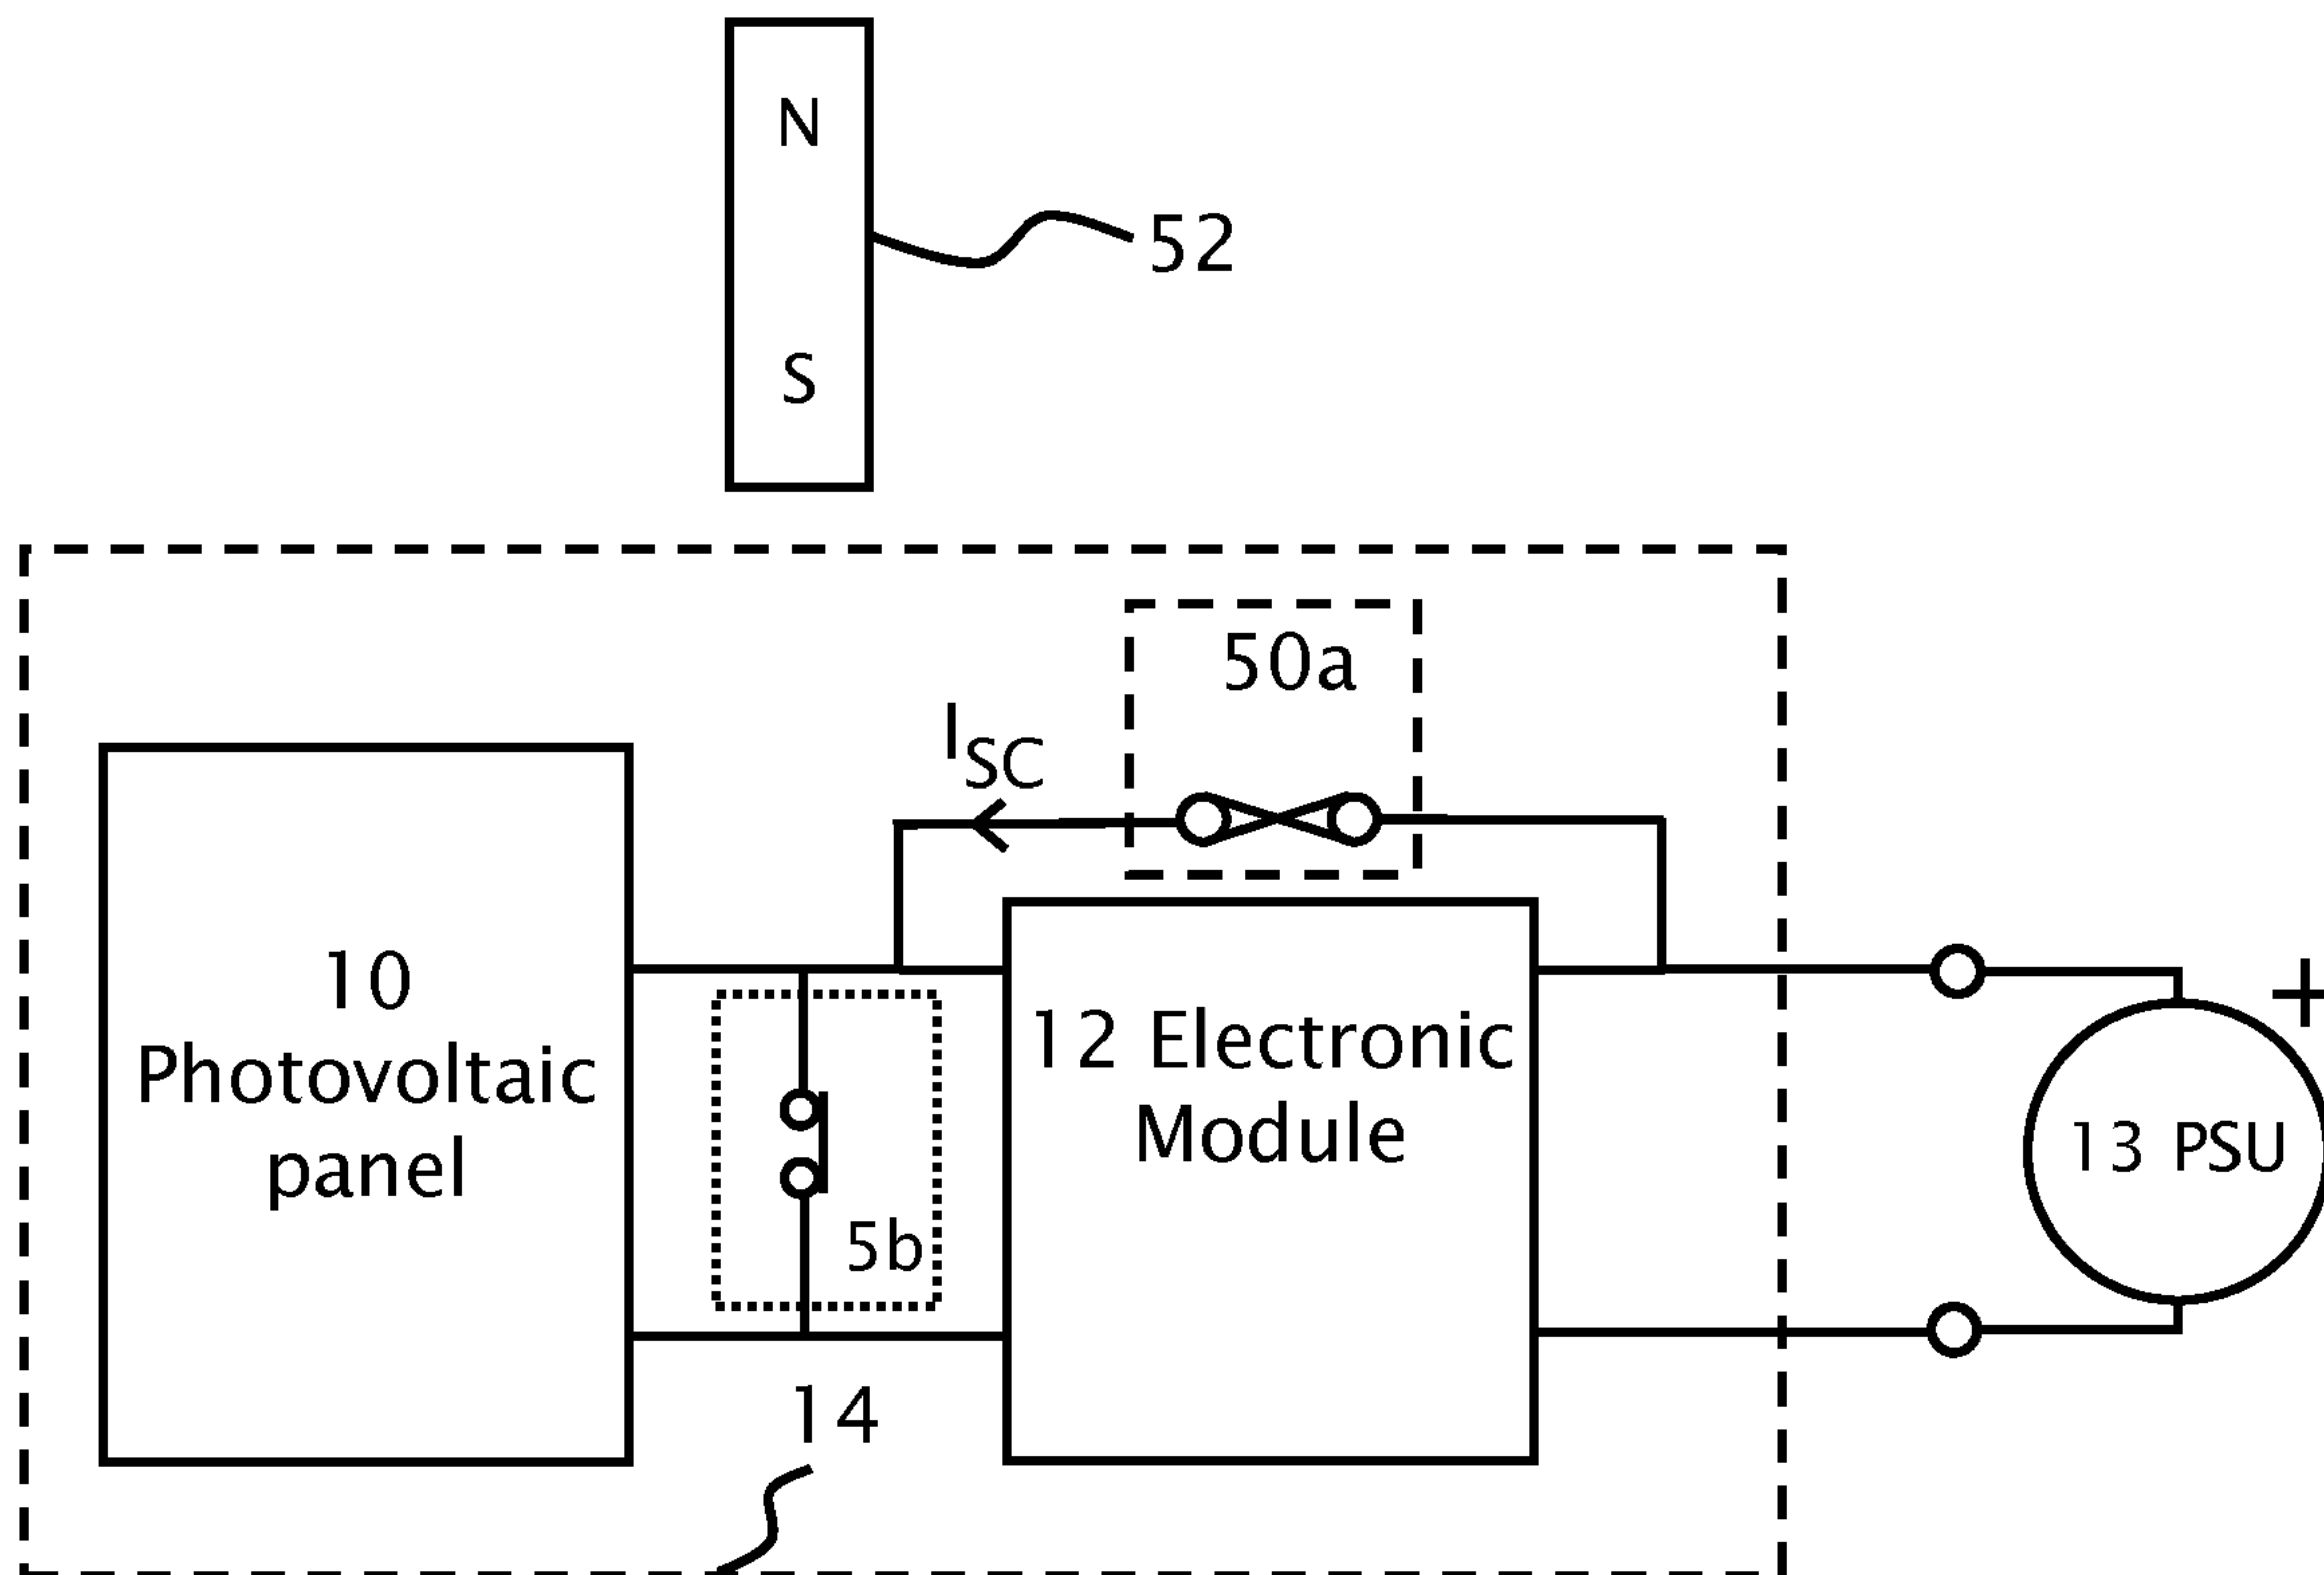 N
S
52
50a
ISC
10
Photovoltaic
panel
12 Electronic
Module
5b
13 PSU
+
14